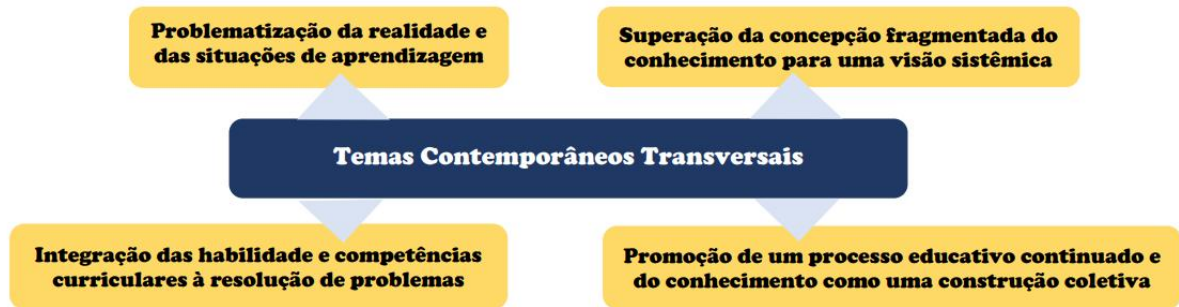 Problematização da realidade e
das situações de aprendizagem
Superação da concepção fragmentada do
conhecimento para uma visão sistêmica
Temas Contemporâneos Transversais
Integração das habilidade e competências
curriculares à resolução de problemas
Promoção de um processo educativo continuado e
do conhecimento como uma construção coletiva